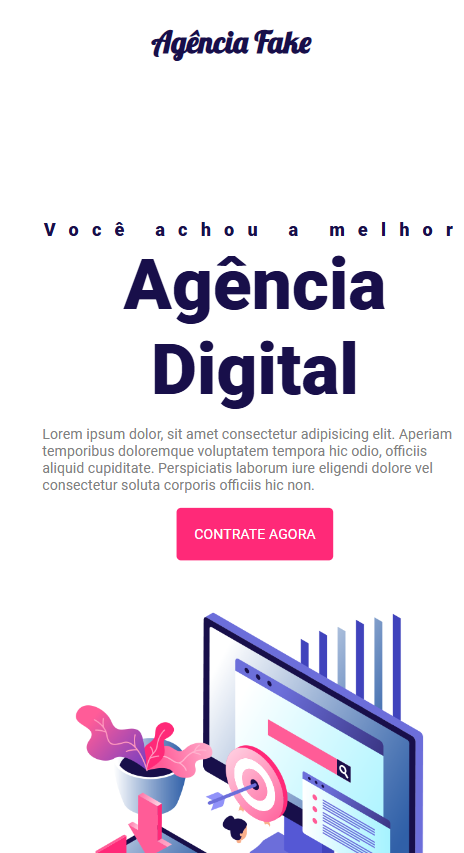 Agência Fake
Você achou a melhor
Agência
Digital
Lorem ipsum dolor, sit amet consectetur adipisicing elit. Aperiam
temporibus doloremque voluptatem tempora hic odio, officiis
aliquid cupiditate. Perspiciatis laborum iure eligendi dolore vel
consectetur soluta corporis officiis hic non.
CONTRATE AGORA